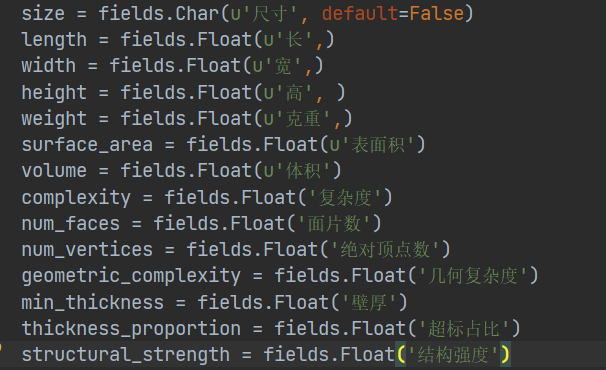 size = fields.Char(u'尺寸', default=False)
length = fields.Float(u'长',)
width = fields.Float(u'宽',)
height = fields.Float(u'高', )
weight = fields.Float(u'克重',)
surface_area = fields.Float(u'表面积')
volume = fields.Float(u'体积')
complexity = fields.Float('复杂度')
num_faces = fields.Float('面片数')
num_vertices = fields.Float('绝对顶点数')
geometric_complexity = fields.Float('几何复杂度')
min_thickness = fields.Float('壁厚')
thickness_proportion = fields.Float('超标占比')
structural_strength = fields.Float('结构强度')